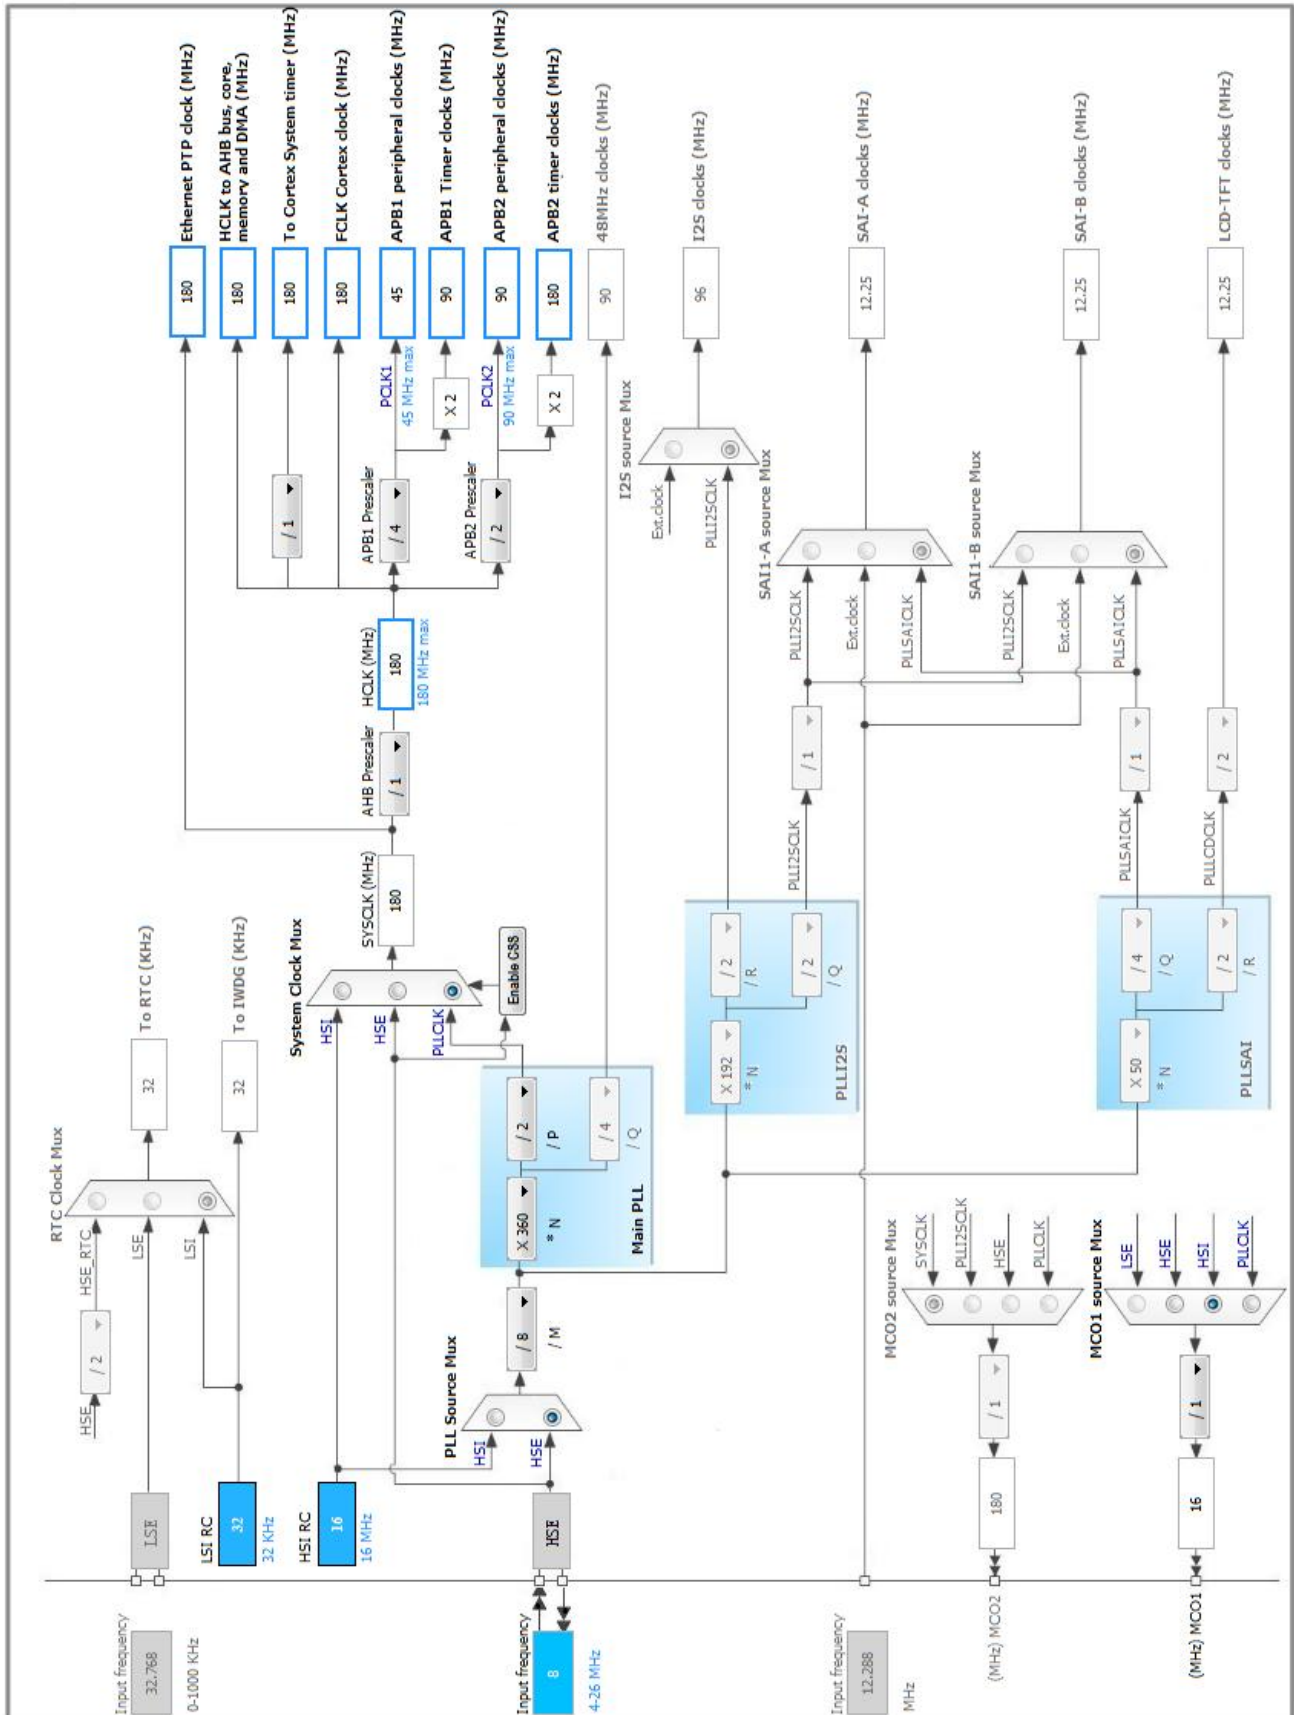 Input frequency
32.768
0-1000 KHz
HSE
/ 2
HSE_RTC
RTC Clock Mux
LSE
LSE
LSI
32
To RTC (KHz)
LSI RC
32
32 KHz
32
To IWDG (KHz)
HSI RC
16
16 MHz
System Clock Mux
HSI
HSE
PLLCLK
Enable CSS
SYSCLK (MHz)
180
AHB Prescaler
/ 1
HCLK (MHz)
180
180 MHz max
180
Ethernet PTP clock (MHz)
180
HCLK to AHB bus, core,
memory and DMA (MHz)
/ 1
180
To Cortex System timer (MHz)
180
FCLK Cortex clock (MHz)
APB1 Prescaler
/ 4
PCLK1
45 MHz max
45
APB1 peripheral clocks (MHz)
X 2
90
APB1 Timer clocks (MHz)
APB2 Prescaler
/ 2
PCLK2
90 MHz max
90
APB2 peripheral clocks (MHz)
X 2
180
APB2 timer clocks (MHz)
Input frequency
8
4-26 MHz
HSE
PLL Source Mux
HSI
HSE
/ 8
/ M
X 360
* N
/ 2
/ P
/ 4
/ Q
Main PLL
90
48MHz clocks (MHz)
X 192
* N
/ 2
/ R
/ 2
/ Q
PLLI2S
I2S source Mux
Ext.clock
PLLI2SCLK
96
I2S clocks (MHz)
PLLI2SCLK
/ 1
SAI1-A source Mux
PLLI2SCLK
Ext.clock
PLLSAICLK
12.25
SAI-A clocks (MHz)
Input frequency
12.288
MHz
SAI1-B source Mux
PLLI2SCLK
Ext.clock
PLLSAICLK
12.25
SAI-B clocks (MHz)
X 50
* N
/ 4
/ Q
/ 2
/ R
PLLSAI
PLLSAICLK
/ 1
PLLLCDCLK
/ 2
12.25
LCD-TFT clocks (MHz)
MCO2 source Mux
SYSCLK
PLLI2SCLK
HSE
PLLCLK
/ 1
180
(MHz) MCO2
MCO1 source Mux
LSE
HSE
HSI
PLLCLK
/ 1
16
(MHz) MCO1